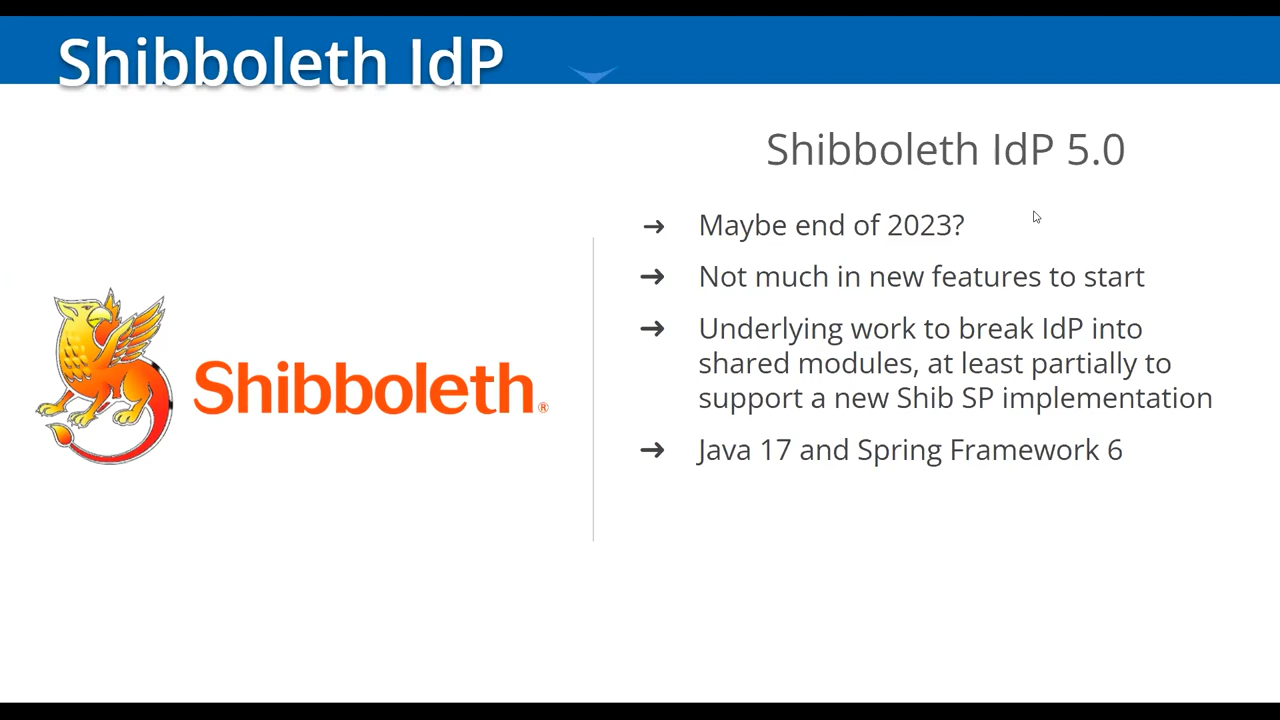 Shibboleth IdP
Shibboleth®
Shibboleth IdP 5.0
➔ Maybe end of 2023?
➔ Not much in new features to start
➔ Underlying work to break IdP into
shared modules, at least partially to
support a new Shib SP implementation
➔ Java 17 and Spring Framework 6